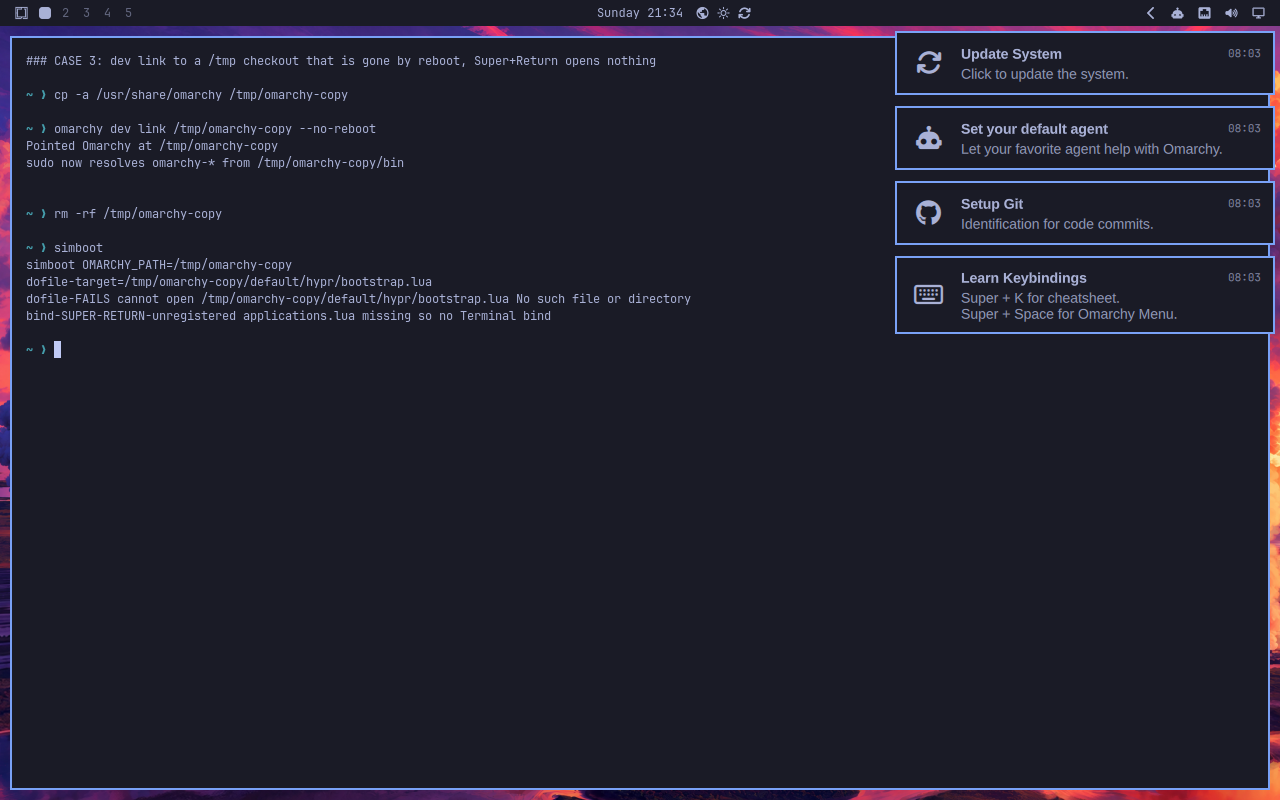 2 3 4 5
Sunday 21:34
### CASE 3: dev link to a /tmp checkout that is gone by reboot, Super+Return opens nothing
~ ❯ cp -a /usr/share/omarchy /tmp/omarchy-copy
~ ❯ omarchy dev link /tmp/omarchy-copy --no-reboot
Pointed Omarchy at /tmp/omarchy-copy
sudo now resolves omarchy-* from /tmp/omarchy-copy/bin
~ ❯ rm -rf /tmp/omarchy-copy
~ ❯ simboot
simboot OMARCHY_PATH=/tmp/omarchy-copy
dofile-target=/tmp/omarchy-copy/default/hypr/bootstrap.lua
dofile-FAILS cannot open /tmp/omarchy-copy/default/hypr/bootstrap.lua No such file or directory
bind-SUPER-RETURN-unregistered applications.lua missing so no Terminal bind
~ ❯
Update System 08:03
Click to update the system.
Set your default agent 08:03
Let your favorite agent help with Omarchy.
Setup Git 08:03
Identification for code commits.
Learn Keybindings 08:03
Super + K for cheatsheet.
Super + Space for Omarchy Menu.